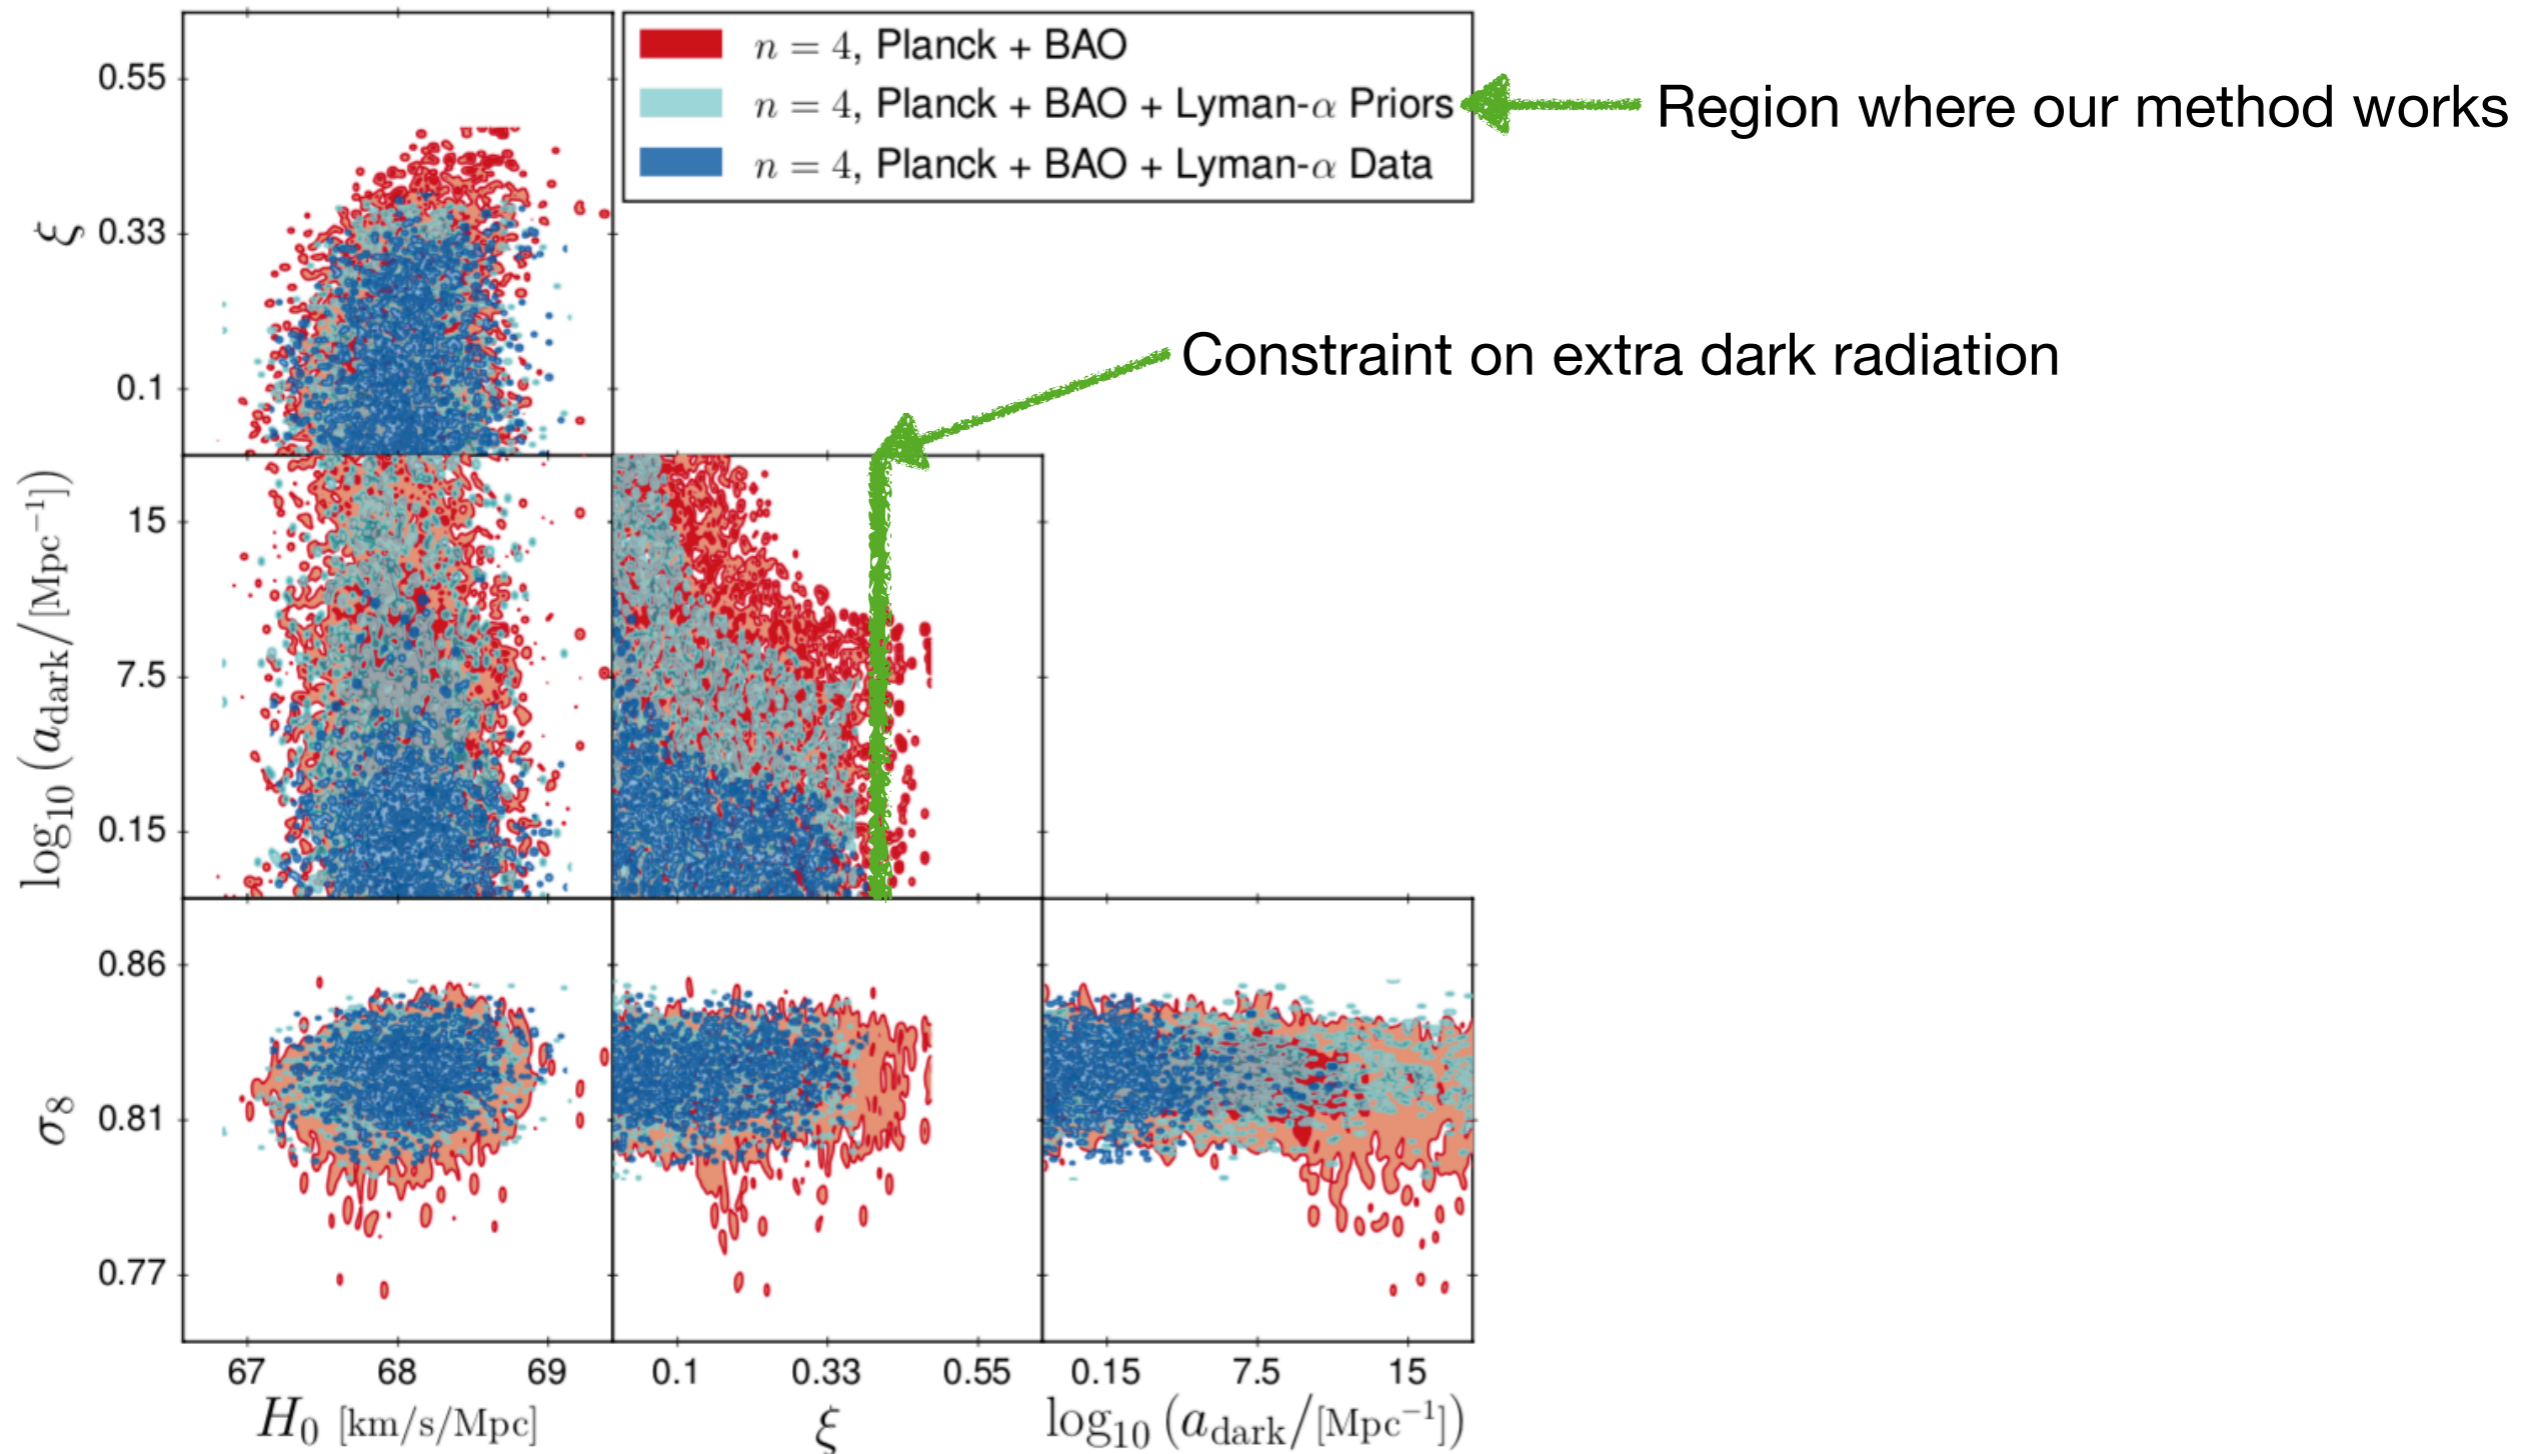 n = 4, Planck + BAO
n = 4, Planck + BAO + Lyman-α Priors
n = 4, Planck + BAO + Lyman-α Data
Region where our method works
Constraint on extra dark radiation
0.55
0.33
0.1
ξ
15
7.5
0.15
log₁₀ (a_dark/[Mpc⁻¹])
0.86
0.81
0.77
σ₈
67 68 69 0.1 0.33 0.55 0.15 7.5 15
H₀ [km/s/Mpc] ξ log₁₀ (a_dark/[Mpc⁻¹])